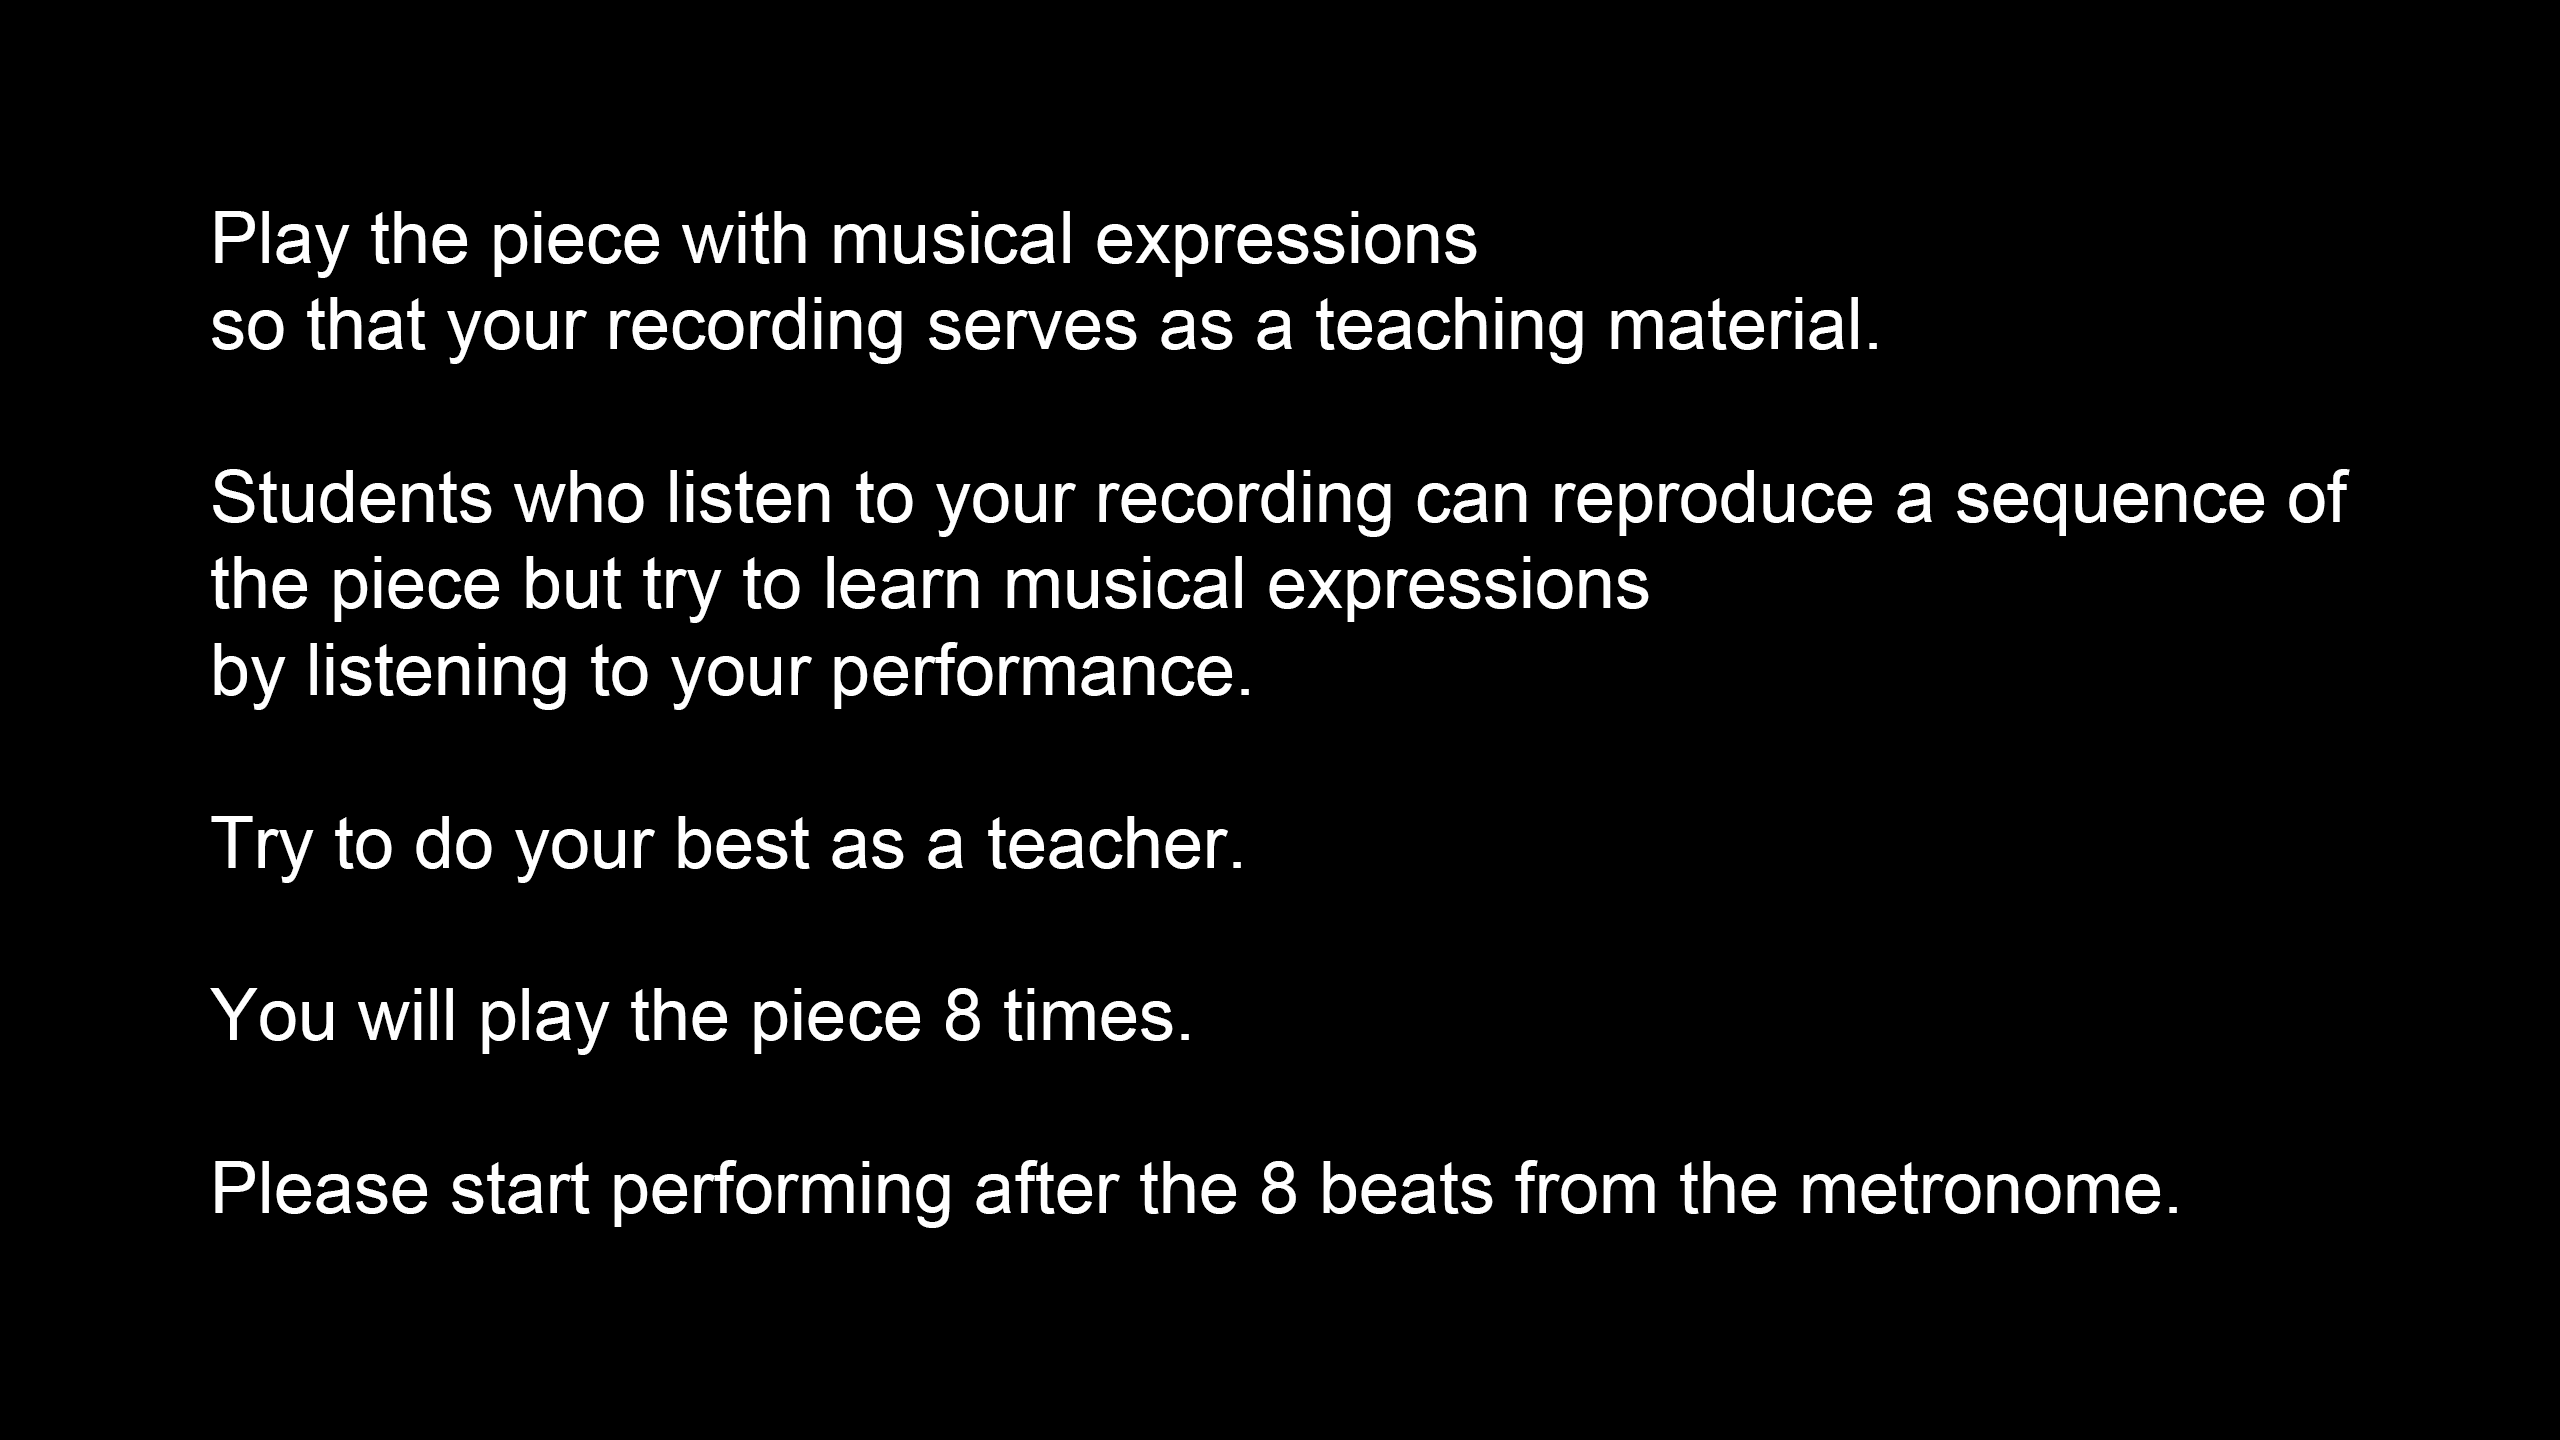 Play the piece with musical expressions
so that your recording serves as a teaching material.
Students who listen to your recording can reproduce a sequence of
the piece but try to learn musical expressions
by listening to your performance.
Try to do your best as a teacher.
You will play the piece 8 times.
Please start performing after the 8 beats from the metronome.